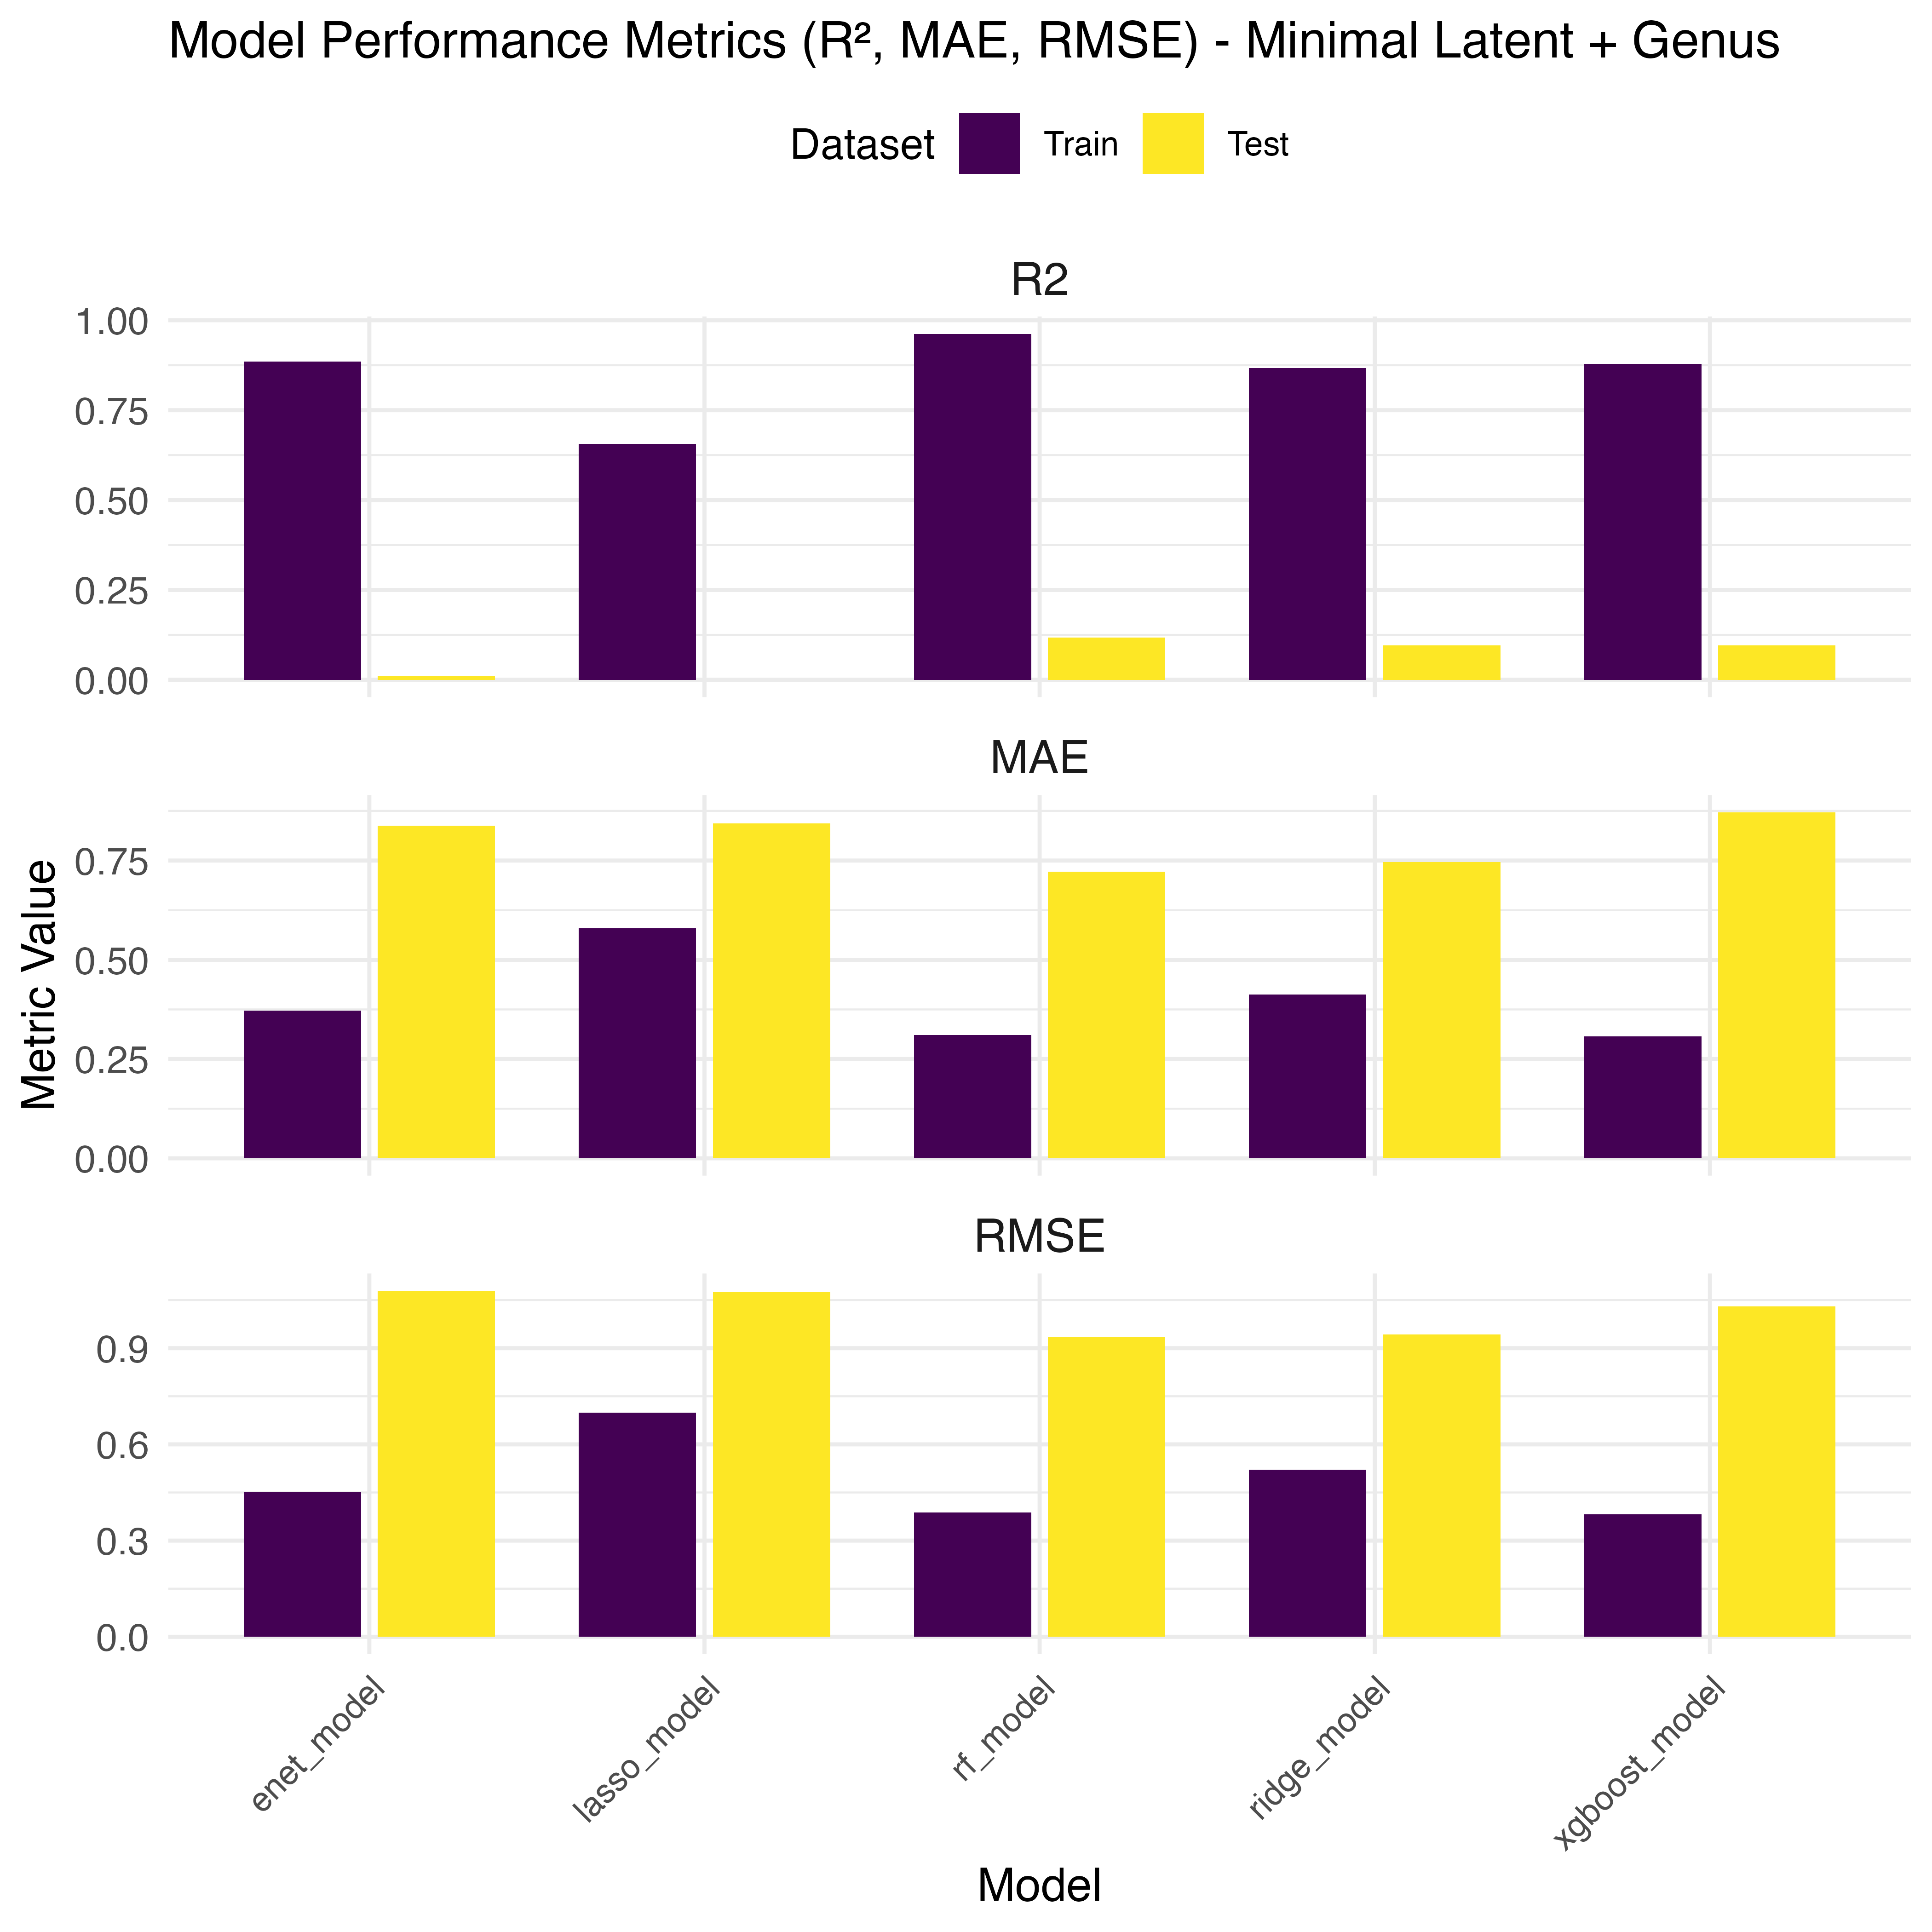 Model Performance Metrics (R², MAE, RMSE) - Minimal Latent + Genus
Dataset Train Test
R2
1.00
0.75
0.50
0.25
0.00
MAE
0.75
0.50
0.25
0.00
Metric Value
RMSE
0.9
0.6
0.3
0.0
enet_model
lasso_model
rf_model
ridge_model
xgboost_model
Model